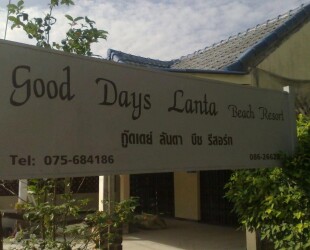 Good Days Lanta Beach Resort
กู๊ดเดย์ ลันตา บีช รีสอร์ท
Tel: 075-684186